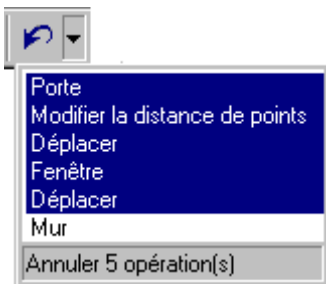 Porte
Modifier la distance de points
Déplacer
Fenêtre
Déplacer
Mur
Annuler 5 opération(s)